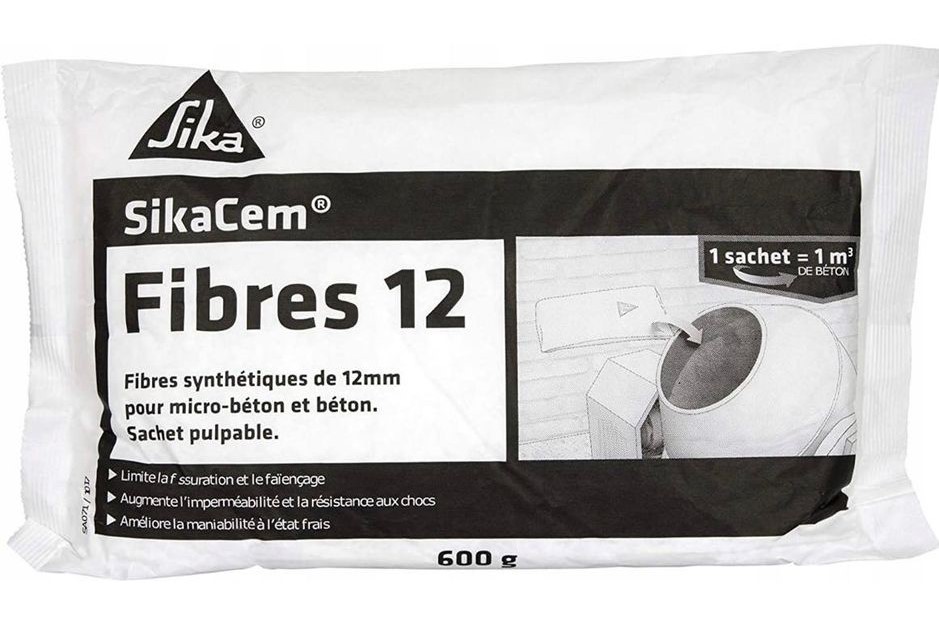 Sika®
SikaCem®
Fibres 12
1 sachet = 1 m³
DE BÉTON
Fibres synthétiques de 12mm
pour micro-béton et béton.
Sachet pulpable.
Limite la f ssuration et le faïençage
Augmente l'imperméabilité et la résistance aux chocs
Améliore la maniabilité à l'état frais
600 g